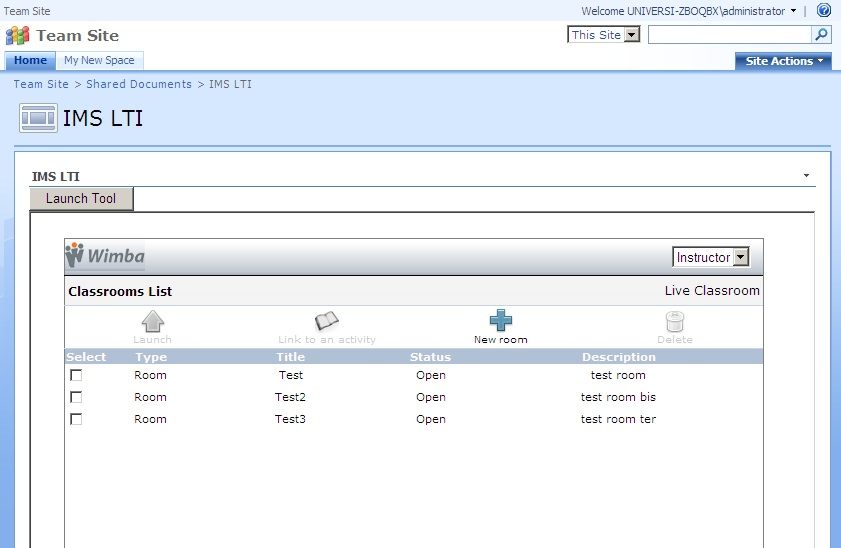 Team Site
Welcome UNIVERSI-ZBOQBX\administrator
Team Site
This Site
Home
My New Space
Site Actions
Team Site > Shared Documents > IMS LTI
IMS LTI
IMS LTI
Launch Tool
Wimba
Instructor
Classrooms List
Live Classroom
Launch
Link to an activity
New room
Delete
Select Type Title Status Description
Room Test Open test room
Room Test2 Open test room bis
Room Test3 Open test room ter